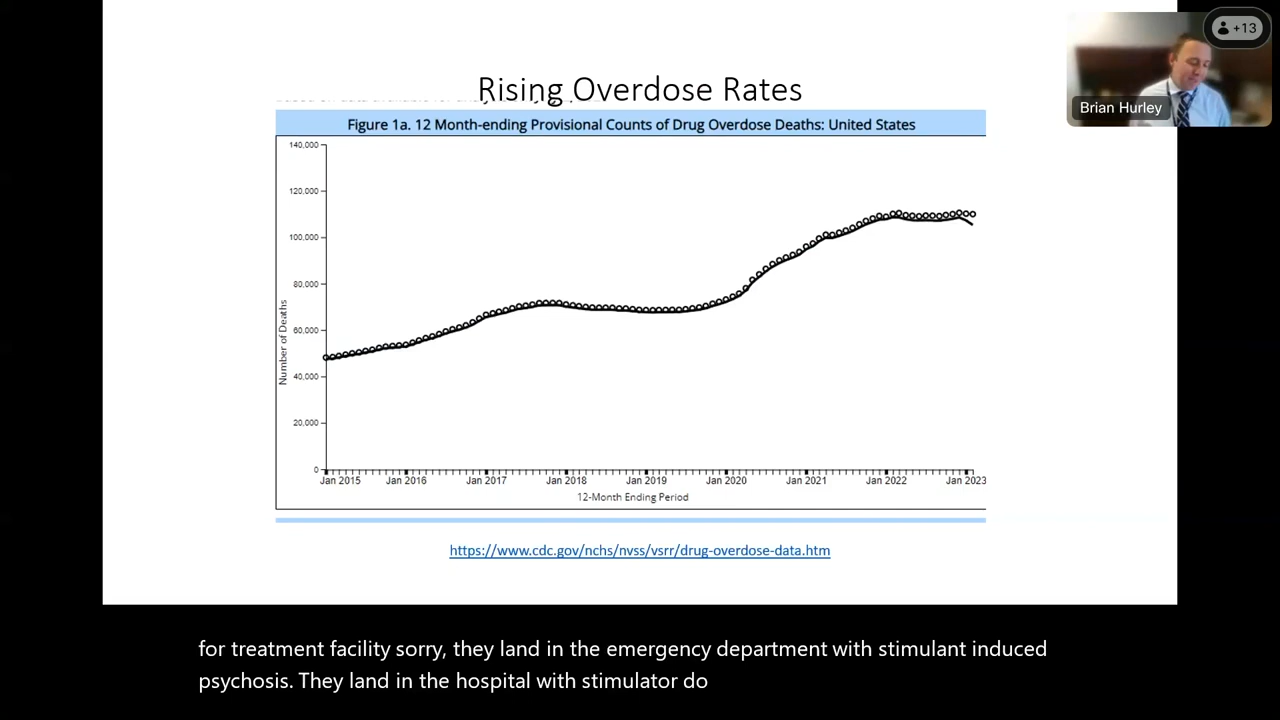 +13
Brian Hurley
Rising Overdose Rates
Figure 1a. 12 Month-ending Provisional Counts of Drug Overdose Deaths: United States
140,000
120,000
100,000
80,000
60,000
40,000
20,000
0
Number of Deaths
Jan 2015 Jan 2016 Jan 2017 Jan 2018 Jan 2019 Jan 2020 Jan 2021 Jan 2022 Jan 2023
12-Month Ending Period
https://www.cdc.gov/nchs/nvss/vsrr/drug-overdose-data.htm
for treatment facility sorry, they land in the emergency department with stimulant induced
psychosis. They land in the hospital with stimulator do